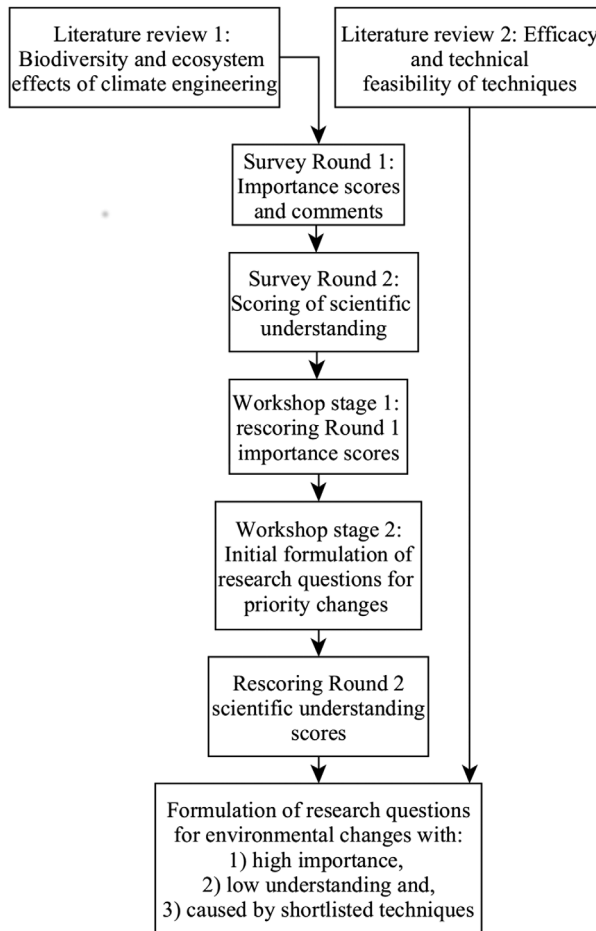 Literature review 1:
Biodiversity and ecosystem
effects of climate engineering
Literature review 2: Efficacy
and technical
feasibility of techniques
Survey Round 1:
Importance scores
and comments
Survey Round 2:
Scoring of scientific
understanding
Workshop stage 1:
rescoring Round 1
importance scores
Workshop stage 2:
Initial formulation of
research questions for
priority changes
Rescoring Round 2
scientific understanding
scores
Formulation of research questions
for environmental changes with:
1) high importance,
2) low understanding and,
3) caused by shortlisted techniques